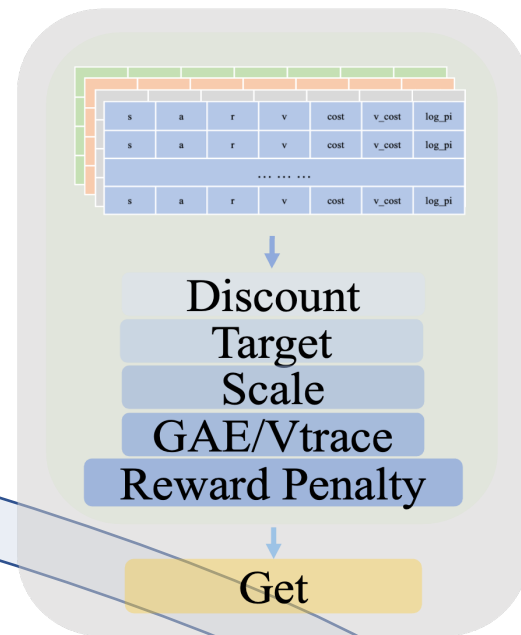 s a r v cost v_cost log_pi
s a r v cost v_cost log_pi
... ... ...
s a r v cost v_cost log_pi
Discount
Target
Scale
GAE/Vtrace
Reward Penalty
Get